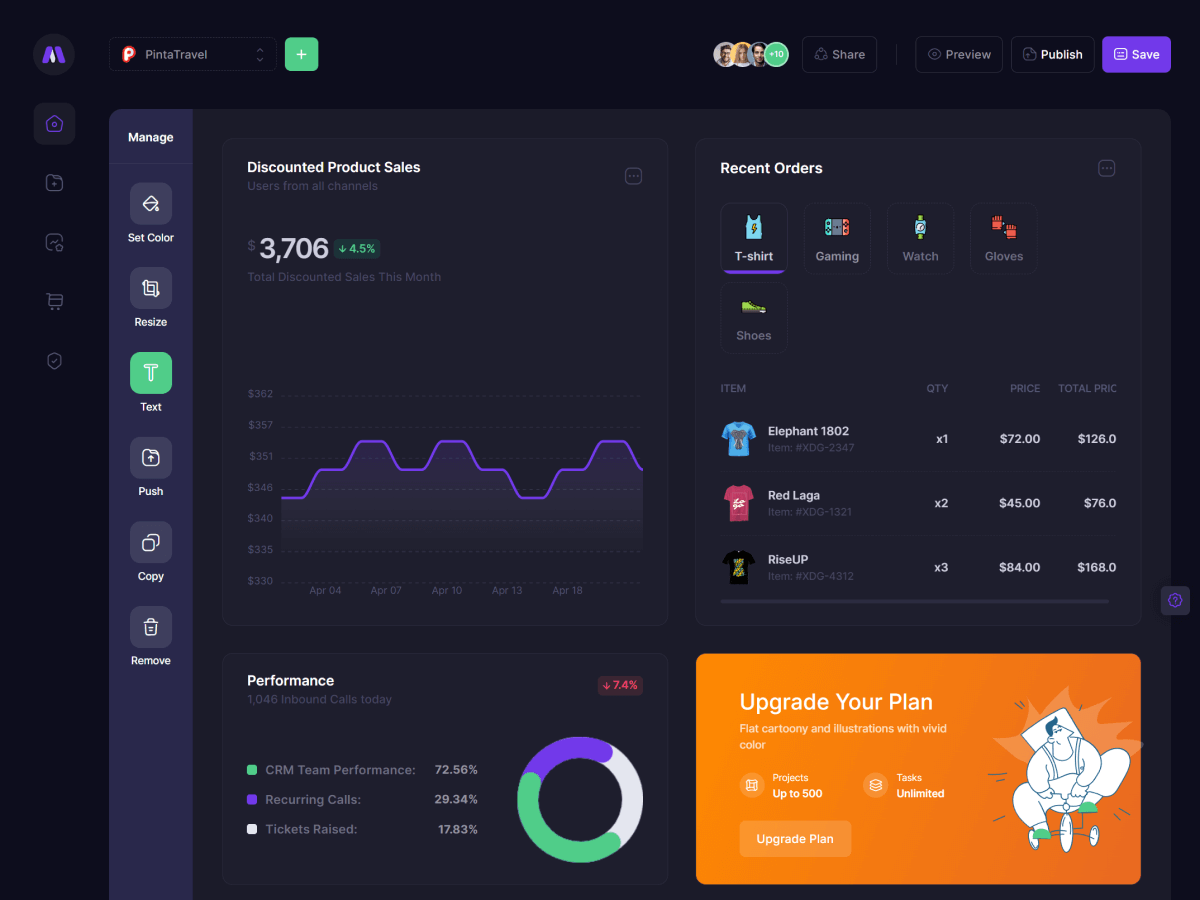 PintaTravel
+
+10
Share
Preview
Publish
Save
Manage
Set Color
Resize
Text
Push
Copy
Remove
Discounted Product Sales
Users from all channels
$ 3,706 4.5%
Total Discounted Sales This Month
$362
$357
$351
$346
$340
$335
$330
Apr 04 Apr 07 Apr 10 Apr 13 Apr 18
Recent Orders
T-shirt
Gaming
Watch
Gloves
Shoes
ITEM QTY PRICE TOTAL PRIC
Elephant 1802 x1 $72.00 $126.0
Item: #XDG-2347
Red Laga x2 $45.00 $76.0
Item: #XDG-1321
RiseUP x3 $84.00 $168.0
Item: #XDG-4312
Performance
1,046 Inbound Calls today
7.4%
CRM Team Performance: 72.56%
Recurring Calls: 29.34%
Tickets Raised: 17.83%
Upgrade Your Plan
Flat cartoony and illustrations with vivid
color
Projects
Up to 500
Tasks
Unlimited
Upgrade Plan